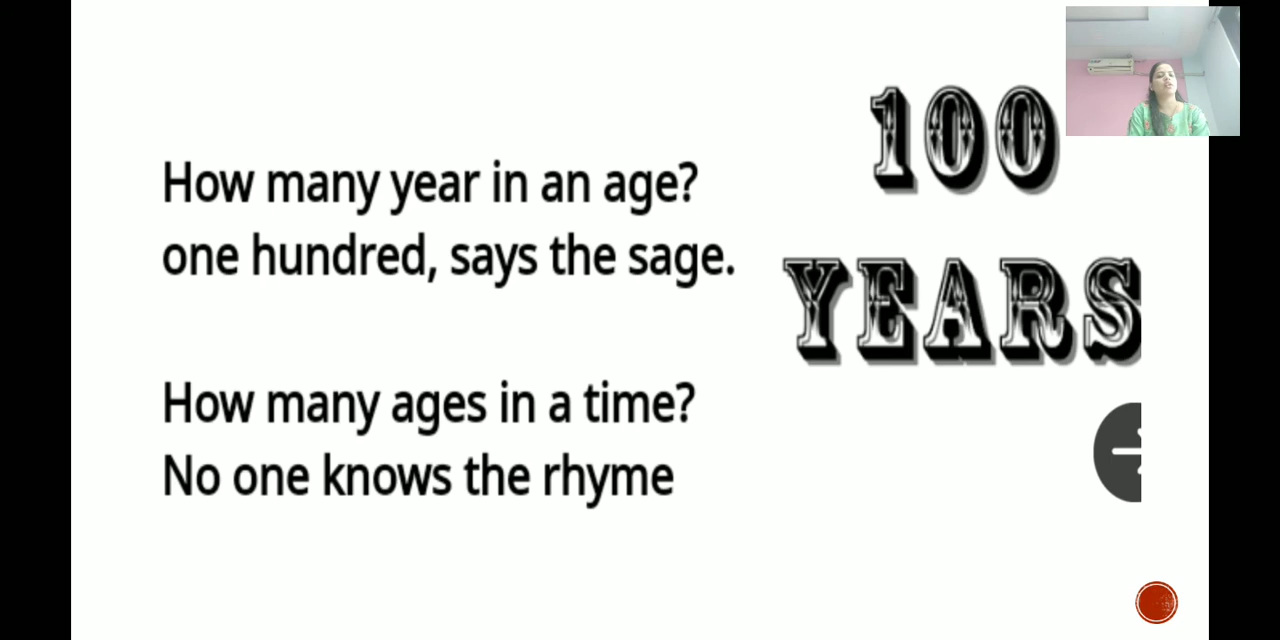 How many year in an age?
one hundred, says the sage.
How many ages in a time?
No one knows the rhyme
100
YEARS